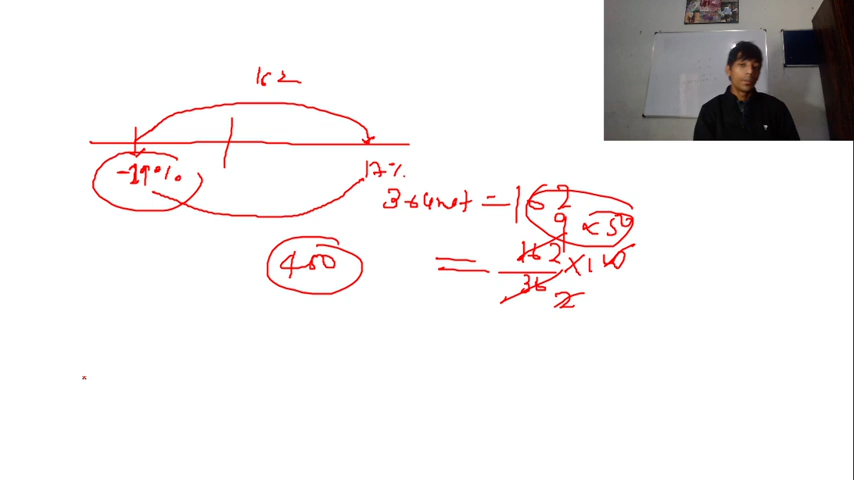 162
-19%
17%
36 unit = 162
9 × 50
450
= 162/36 × 100
2